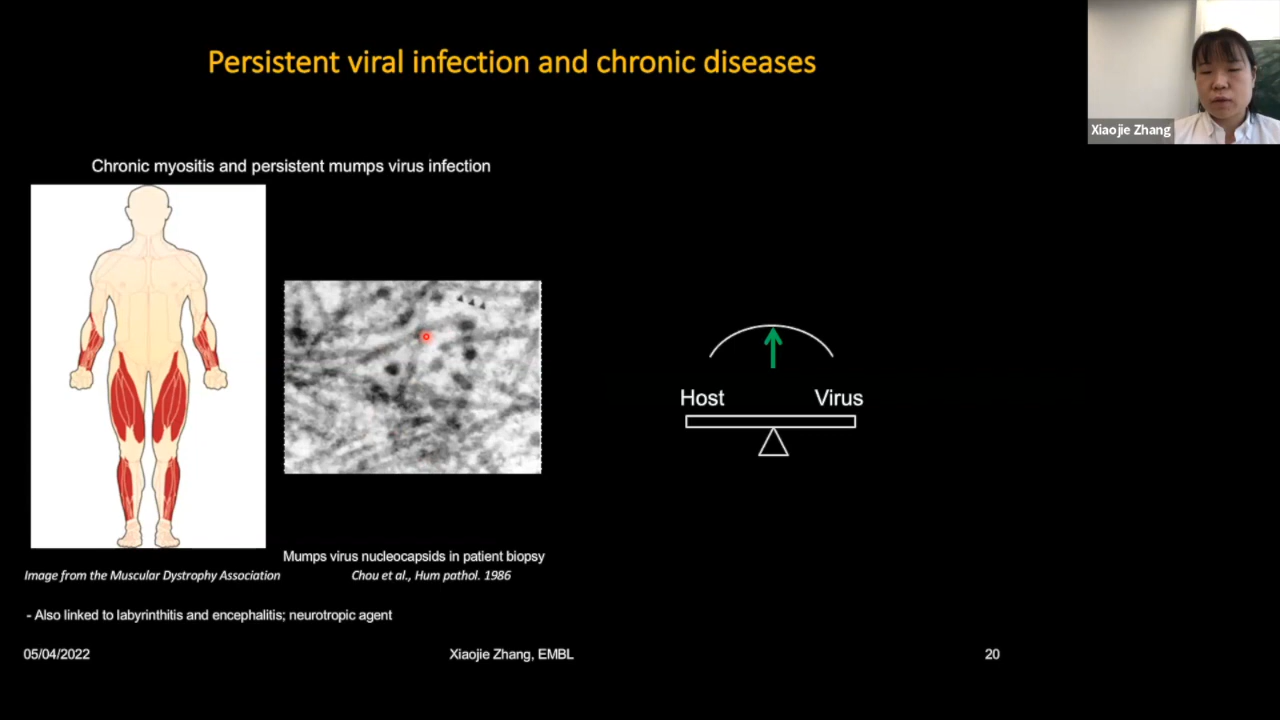 Persistent viral infection and chronic diseases
Xiaojie Zhang
Chronic myositis and persistent mumps virus infection
Host
Virus
Mumps virus nucleocapsids in patient biopsy
Image from the Muscular Dystrophy Association
Chou et al., Hum pathol. 1986
- Also linked to labyrinthitis and encephalitis; neurotropic agent
05/04/2022
Xiaojie Zhang, EMBL
20